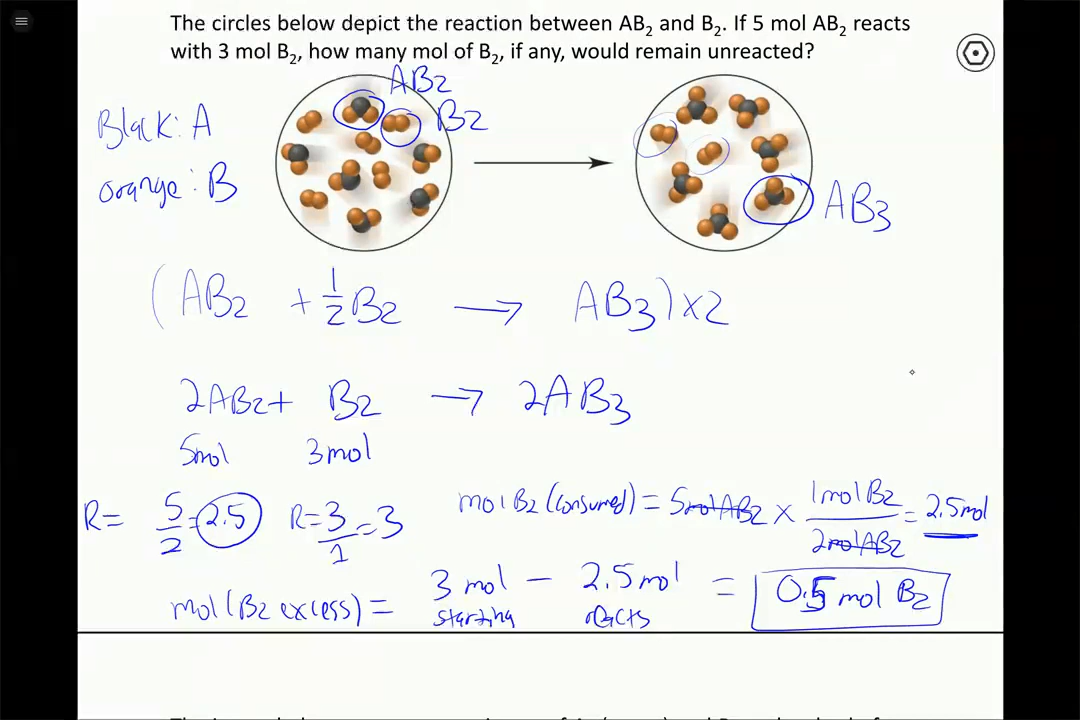 The circles below depict the reaction between AB₂ and B₂. If 5 mol AB₂ reacts
with 3 mol B₂, how many mol of B₂, if any, would remain unreacted?
AB2
B2
Black: A
orange: B
AB3
(AB2 + 1/2 B2 → AB3) × 2
2AB2 + B2 → 2AB3
5mol 3mol
R = 5/2 = 2.5 R = 3/1 = 3
mol B2 (consumed) = 5mol AB2 × 1mol B2/2mol AB2 = 2.5mol
mol (B2 excess) = 3 mol − 2.5 mol = 0.5 mol B2
starting reacts